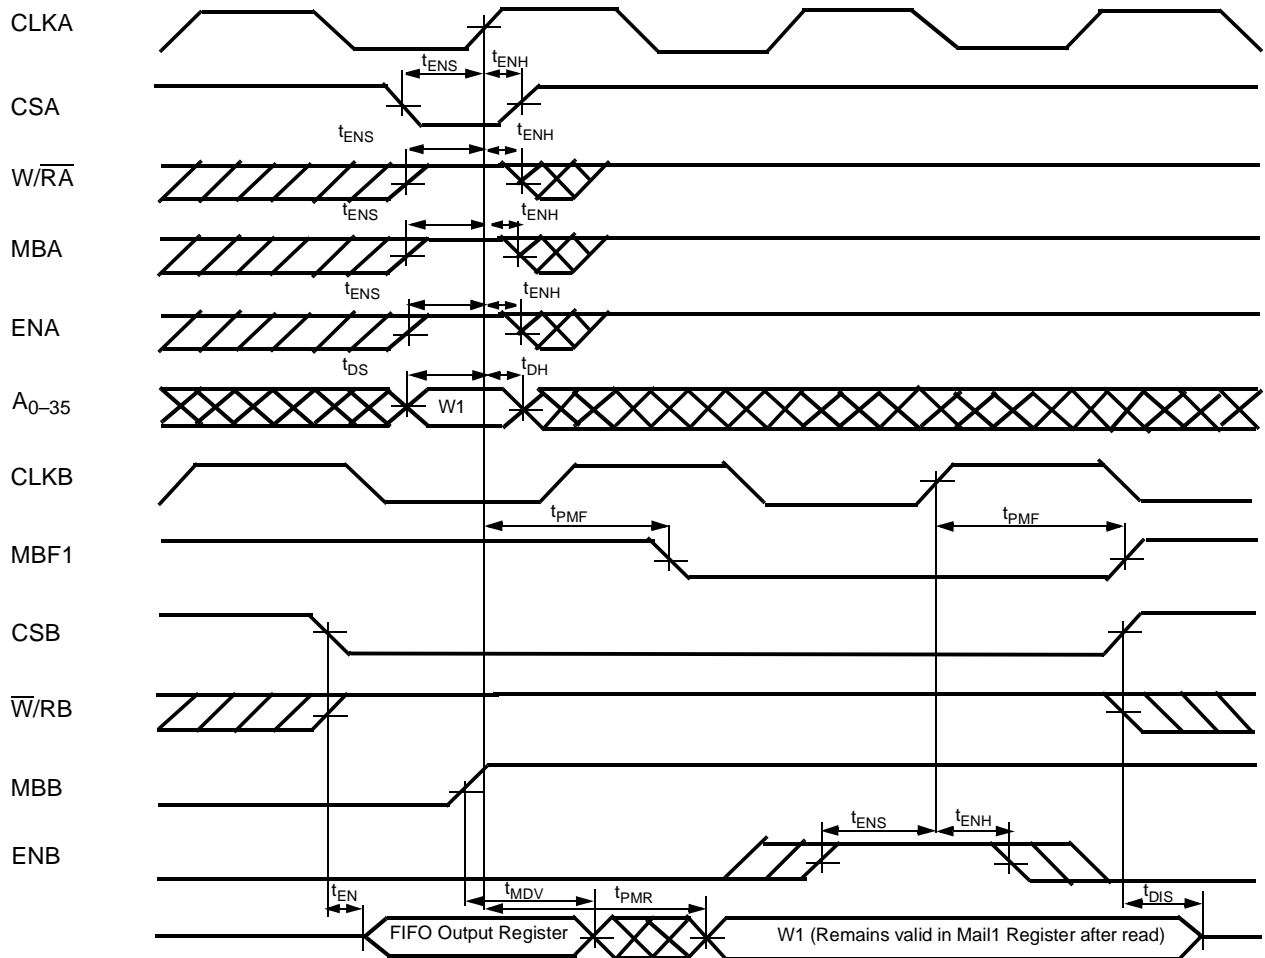 CLKA
tENS tENH
CSA
tENS tENH
W/RA
tENS tENH
MBA
tENS tENH
ENA
tDS tDH
A0–35 W1
CLKB
tPMF tPMF
MBF1
CSB
W/RB
MBB
tENS tENH
ENB
tEN tMDV tPMR tDIS
FIFO Output Register W1 (Remains valid in Mail1 Register after read)